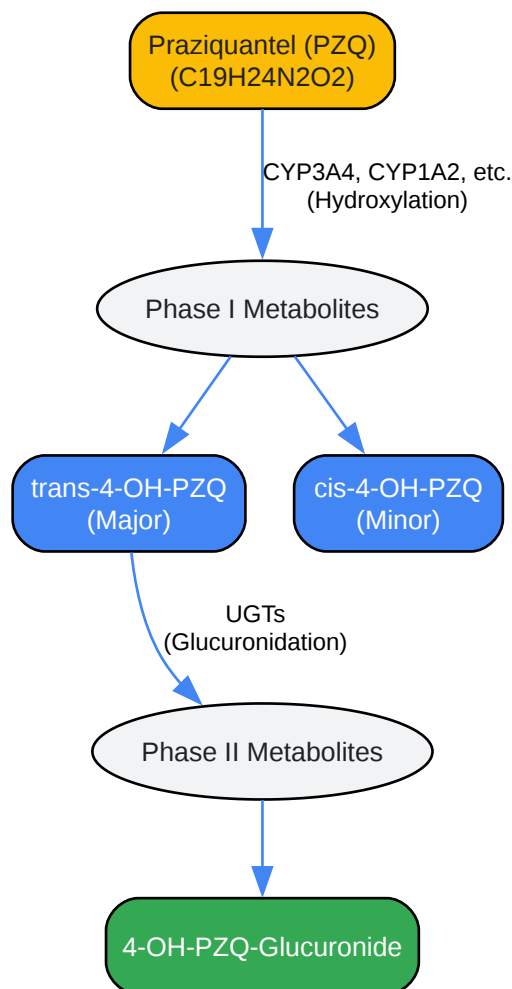 Praziquantel (PZQ)
(C19H24N2O2)
CYP3A4, CYP1A2, etc.
(Hydroxylation)
Phase I Metabolites
trans-4-OH-PZQ
(Major)
cis-4-OH-PZQ
(Minor)
UGTs
(Glucuronidation)
Phase II Metabolites
4-OH-PZQ-Glucuronide